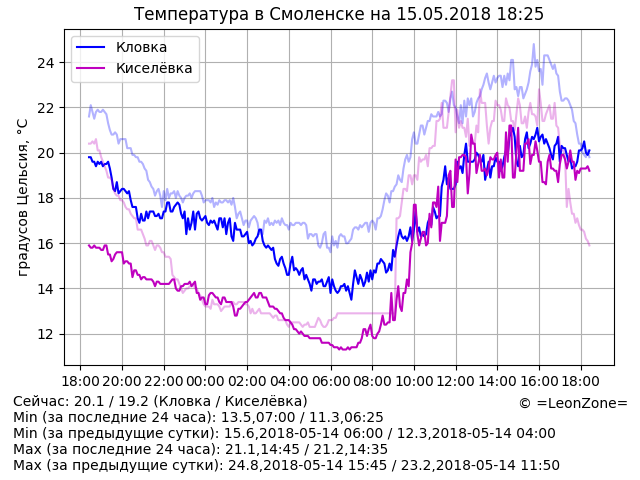 Температура в Смоленске на 15.05.2018 18:25
Кловка
Киселёвка
градусов Цельсия, °C
24
22
20
18
16
14
12
18:00 20:00 22:00 00:00 02:00 04:00 06:00 08:00 10:00 12:00 14:00 16:00 18:00
Сейчас: 20.1 / 19.2 (Кловка / Киселёвка)
© =LeonZone=
Min (за последние 24 часа): 13.5,07:00 / 11.3,06:25
Min (за предыдущие сутки): 15.6,2018-05-14 06:00 / 12.3,2018-05-14 04:00
Max (за последние 24 часа): 21.1,14:45 / 21.2,14:35
Max (за предыдущие сутки): 24.8,2018-05-14 15:45 / 23.2,2018-05-14 11:50